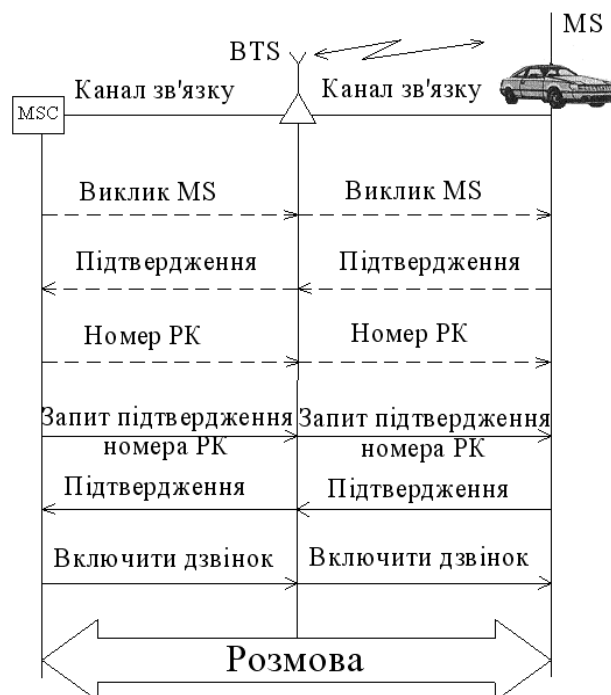 MS
BTS
Канал зв'язку Канал зв'язку
MSC
Виклик MS Виклик MS
Підтвердження Підтвердження
Номер РК Номер РК
Запит підтвердження Запит підтвердження
номера РК номера РК
Підтвердження Підтвердження
Включити дзвінок Включити дзвінок
Розмова